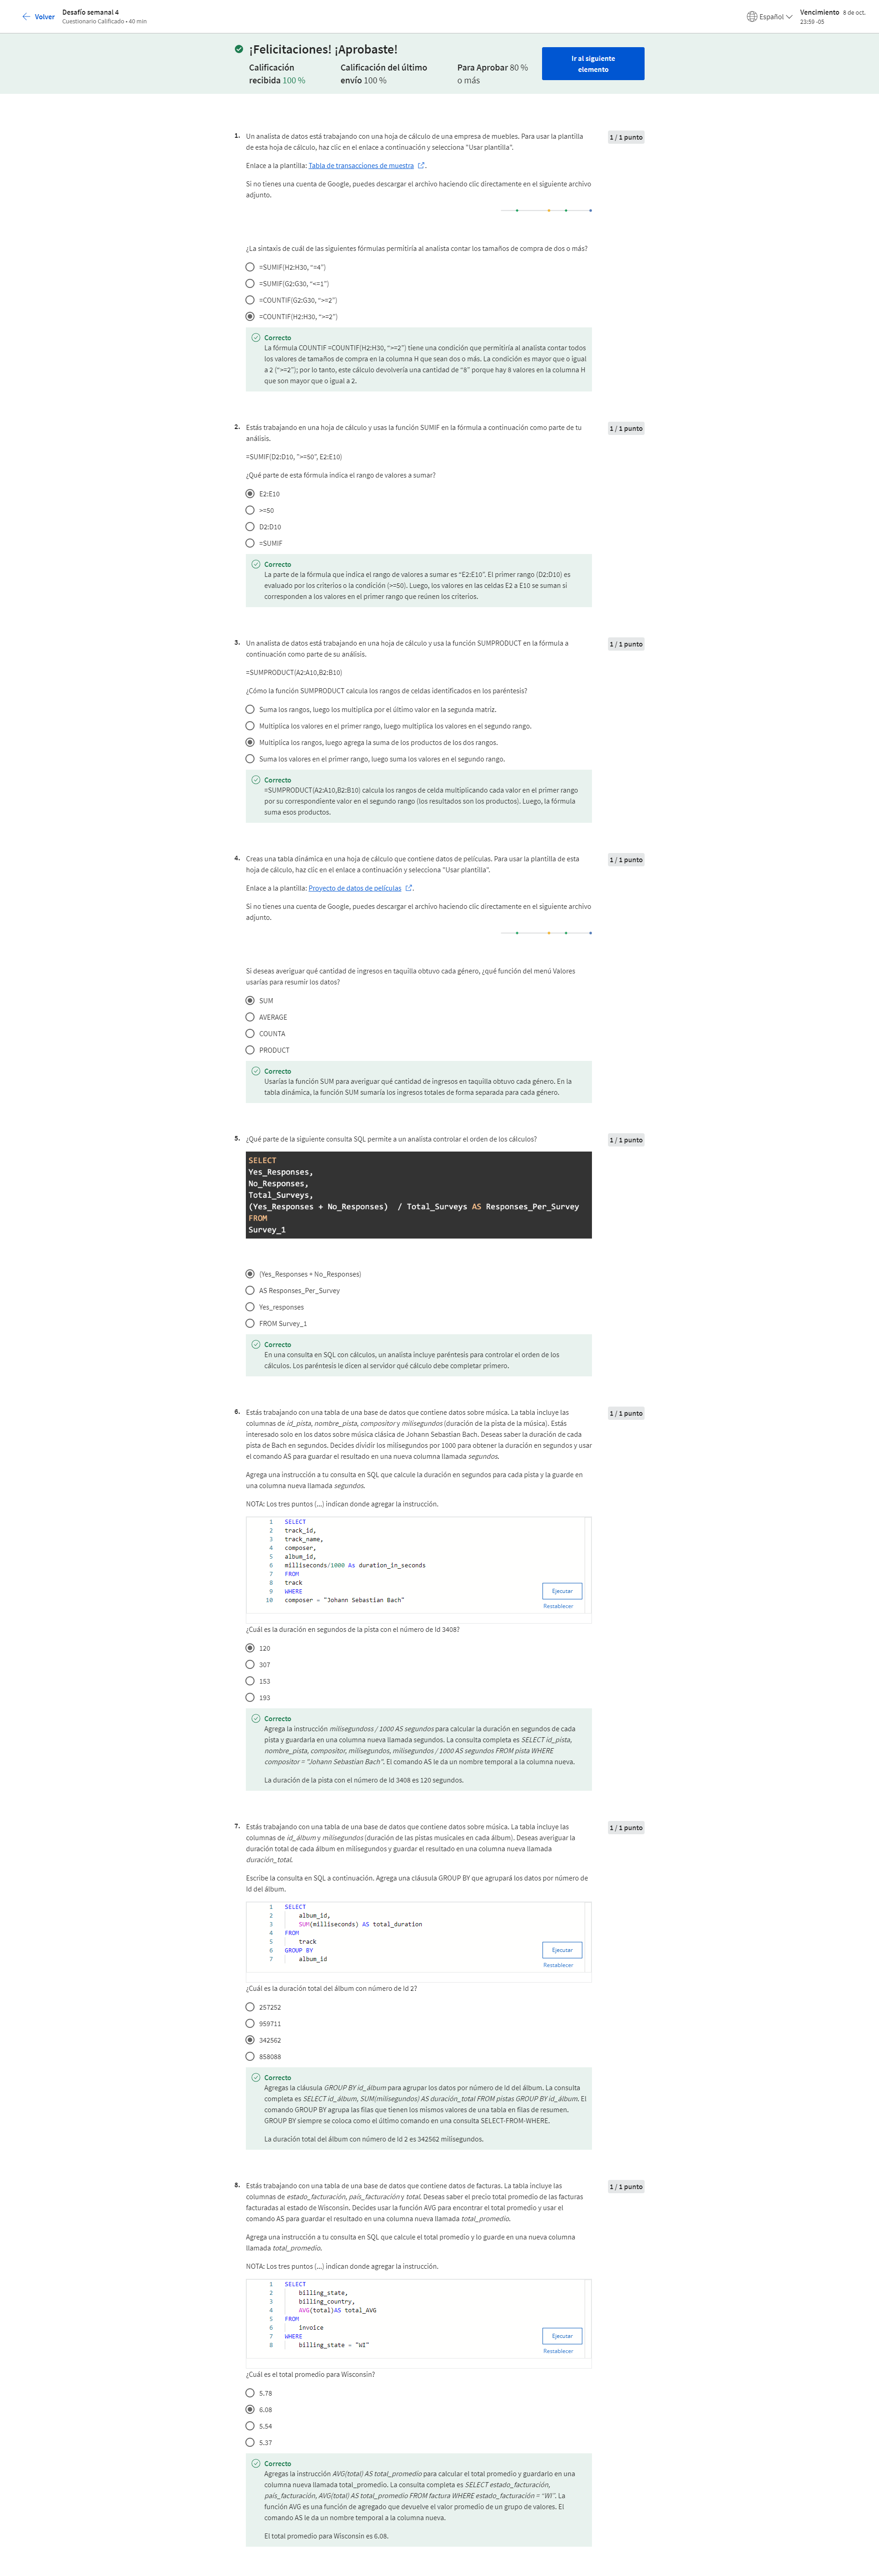 Volver
Desafío semanal 4
Cuestionario Calificado • 40 min
Español
Vencimiento 8 de oct.
23:59 -05
¡Felicitaciones! ¡Aprobaste!
Calificación
recibida 100 %
Calificación del último
envío 100 %
Para Aprobar 80 %
o más
Ir al siguiente
elemento
1. Un analista de datos está trabajando con una hoja de cálculo de una empresa de muebles. Para usar la plantilla
de esta hoja de cálculo, haz clic en el enlace a continuación y selecciona "Usar plantilla".
1 / 1 punto
Enlace a la plantilla: Tabla de transacciones de muestra.
Si no tienes una cuenta de Google, puedes descargar el archivo haciendo clic directamente en el siguiente archivo
adjunto.
¿La sintaxis de cuál de las siguientes fórmulas permitiría al analista contar los tamaños de compra de dos o más?
=SUMIF(H2:H30, “=4”)
=SUMIF(G2:G30, “<=1”)
=COUNTIF(G2:G30, “>=2”)
=COUNTIF(H2:H30, “>=2”)
Correcto
La fórmula COUNTIF =COUNTIF(H2:H30, “>=2”) tiene una condición que permitiría al analista contar todos
los valores de tamaños de compra en la columna H que sean dos o más. La condición es mayor que o igual
a 2 (“>=2”); por lo tanto, este cálculo devolvería una cantidad de “8” porque hay 8 valores en la columna H
que son mayor que o igual a 2.
2. Estás trabajando en una hoja de cálculo y usas la función SUMIF en la fórmula a continuación como parte de tu
análisis.
1 / 1 punto
=SUMIF(D2:D10, ">=50", E2:E10)
¿Qué parte de esta fórmula indica el rango de valores a sumar?
E2:E10
>=50
D2:D10
=SUMIF
Correcto
La parte de la fórmula que indica el rango de valores a sumar es “E2:E10”. El primer rango (D2:D10) es
evaluado por los criterios o la condición (>=50). Luego, los valores en las celdas E2 a E10 se suman si
corresponden a los valores en el primer rango que reúnen los criterios.
3. Un analista de datos está trabajando en una hoja de cálculo y usa la función SUMPRODUCT en la fórmula a
continuación como parte de su análisis.
1 / 1 punto
=SUMPRODUCT(A2:A10,B2:B10)
¿Cómo la función SUMPRODUCT calcula los rangos de celdas identificados en los paréntesis?
Suma los rangos, luego los multiplica por el último valor en la segunda matriz.
Multiplica los valores en el primer rango, luego multiplica los valores en el segundo rango.
Multiplica los rangos, luego agrega la suma de los productos de los dos rangos.
Suma los valores en el primer rango, luego suma los valores en el segundo rango.
Correcto
=SUMPRODUCT(A2:A10,B2:B10) calcula los rangos de celda multiplicando cada valor en el primer rango
por su correspondiente valor en el segundo rango (los resultados son los productos). Luego, la fórmula
suma esos productos.
4. Creas una tabla dinámica en una hoja de cálculo que contiene datos de películas. Para usar la plantilla de esta
hoja de cálculo, haz clic en el enlace a continuación y selecciona "Usar plantilla".
1 / 1 punto
Enlace a la plantilla: Proyecto de datos de películas.
Si no tienes una cuenta de Google, puedes descargar el archivo haciendo clic directamente en el siguiente archivo
adjunto.
Si deseas averiguar qué cantidad de ingresos en taquilla obtuvo cada género, ¿qué función del menú Valores
usarías para resumir los datos?
SUM
AVERAGE
COUNTA
PRODUCT
Correcto
Usarías la función SUM para averiguar qué cantidad de ingresos en taquilla obtuvo cada género. En la
tabla dinámica, la función SUM sumaría los ingresos totales de forma separada para cada género.
5. ¿Qué parte de la siguiente consulta SQL permite a un analista controlar el orden de los cálculos?
1 / 1 punto
SELECT
Yes_Responses,
No_Responses,
Total_Surveys,
(Yes_Responses + No_Responses) / Total_Surveys AS Responses_Per_Survey
FROM
Survey_1
(Yes_Responses + No_Responses)
AS Responses_Per_Survey
Yes_responses
FROM Survey_1
Correcto
En una consulta en SQL con cálculos, un analista incluye paréntesis para controlar el orden de los
cálculos. Los paréntesis le dicen al servidor qué cálculo debe completar primero.
6. Estás trabajando con una tabla de una base de datos que contiene datos sobre música. La tabla incluye las
columnas de id_pista, nombre_pista, compositor y milisegundos (duración de la pista de la música). Estás
interesado solo en los datos sobre música clásica de Johann Sebastian Bach. Deseas saber la duración de cada
pista de Bach en segundos. Decides dividir los milisegundos por 1000 para obtener la duración en segundos y usar
el comando AS para guardar el resultado en una nueva columna llamada segundos.
1 / 1 punto
Agrega una instrucción a tu consulta en SQL que calcule la duración en segundos para cada pista y la guarde en
una columna nueva llamada segundos.
NOTA: Los tres puntos (...) indican donde agregar la instrucción.
1 SELECT
2 track_id,
3 track_name,
4 composer,
5 album_id,
6 milliseconds/1000 As duration_in_seconds
7 FROM
8 track
9 WHERE
10 composer = "Johann Sebastian Bach"
Ejecutar
Restablecer
¿Cuál es la duración en segundos de la pista con el número de Id 3408?
120
307
153
193
Correcto
Agrega la instrucción milisegundoss / 1000 AS segundos para calcular la duración en segundos de cada
pista y guardarla en una columna nueva llamada segundos. La consulta completa es SELECT id_pista,
nombre_pista, compositor, milisegundos, milisegundos / 1000 AS segundos FROM pista WHERE
compositor = "Johann Sebastian Bach". El comando AS le da un nombre temporal a la columna nueva.
La duración de la pista con el número de Id 3408 es 120 segundos.
7. Estás trabajando con una tabla de una base de datos que contiene datos sobre música. La tabla incluye las
columnas de id_álbum y milisegundos (duración de las pistas musicales en cada álbum). Deseas averiguar la
duración total de cada álbum en milisegundos y guardar el resultado en una columna nueva llamada
duración_total.
1 / 1 punto
Escribe la consulta en SQL a continuación. Agrega una cláusula GROUP BY que agrupará los datos por número de
Id del álbum.
1 SELECT
2 album_id,
3 SUM(milliseconds) AS total_duration
4 FROM
5 track
6 GROUP BY
7 album_id
Ejecutar
Restablecer
¿Cuál es la duración total del álbum con número de Id 2?
257252
959711
342562
858088
Correcto
Agregas la cláusula GROUP BY id_álbum para agrupar los datos por número de Id del álbum. La consulta
completa es SELECT id_álbum, SUM(milisegundos) AS duración_total FROM pistas GROUP BY id_álbum. El
comando GROUP BY agrupa las filas que tienen los mismos valores de una tabla en filas de resumen.
GROUP BY siempre se coloca como el último comando en una consulta SELECT-FROM-WHERE.
La duración total del álbum con número de Id 2 es 342562 milisegundos.
8. Estás trabajando con una tabla de una base de datos que contiene datos de facturas. La tabla incluye las
columnas de estado_facturación, país_facturación y total. Deseas saber el precio total promedio de las facturas
facturadas al estado de Wisconsin. Decides usar la función AVG para encontrar el total promedio y usar el
comando AS para guardar el resultado en una columna nueva llamada total_promedio.
1 / 1 punto
Agrega una instrucción a tu consulta en SQL que calcule el total promedio y lo guarde en una nueva columna
llamada total_promedio.
NOTA: Los tres puntos (...) indican donde agregar la instrucción.
1 SELECT
2 billing_state,
3 billing_country,
4 AVG(total)AS total_AVG
5 FROM
6 invoice
7 WHERE
8 billing_state = "WI"
Ejecutar
Restablecer
¿Cuál es el total promedio para Wisconsin?
5.78
6.08
5.54
5.37
Correcto
Agregas la instrucción AVG(total) AS total_promedio para calcular el total promedio y guardarlo en una
columna nueva llamada total_promedio. La consulta completa es SELECT estado_facturación,
país_facturación, AVG(total) AS total_promedio FROM factura WHERE estado_facturación = “WI”. La
función AVG es una función de agregado que devuelve el valor promedio de un grupo de valores. El
comando AS le da un nombre temporal a la columna nueva.
El total promedio para Wisconsin es 6.08.